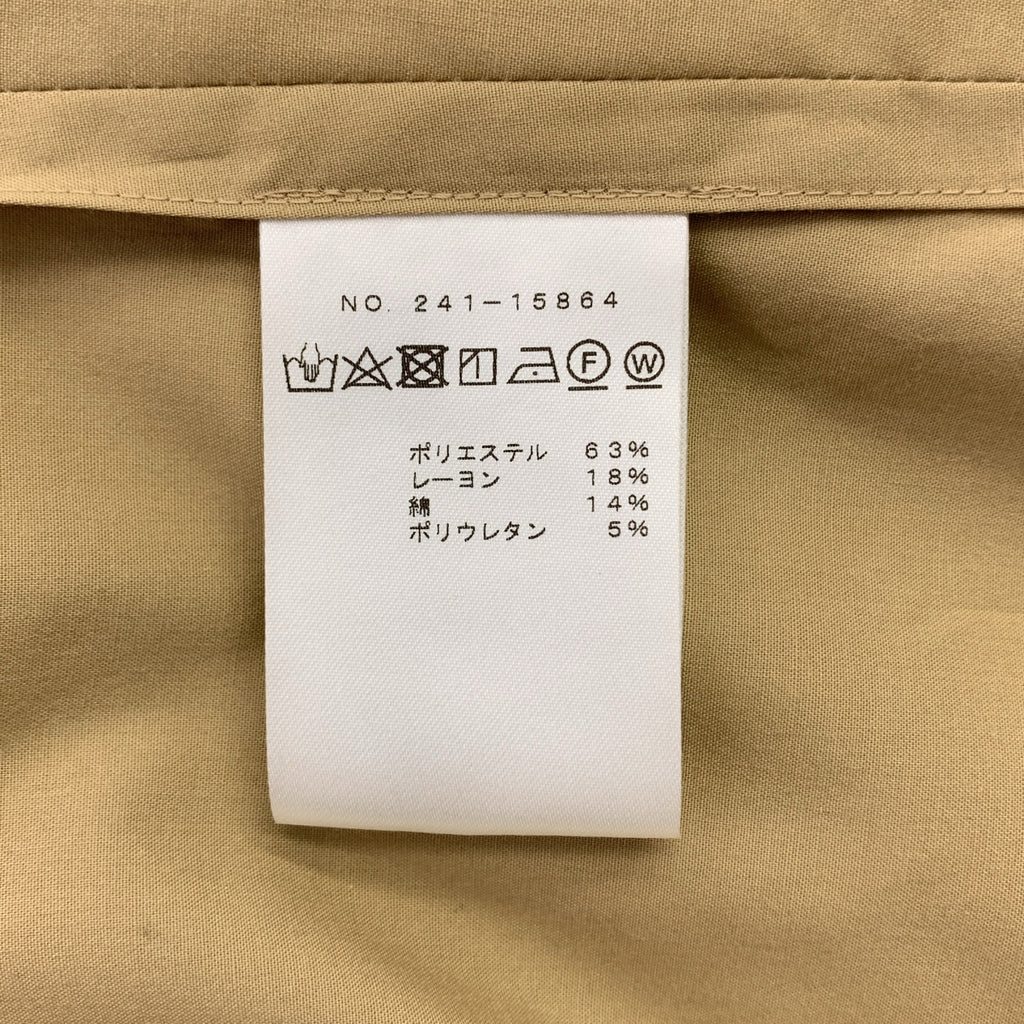 NO. 241-15864
F W
ポリエステル 63%
レーヨン 18%
綿 14%
ポリウレタン 5%